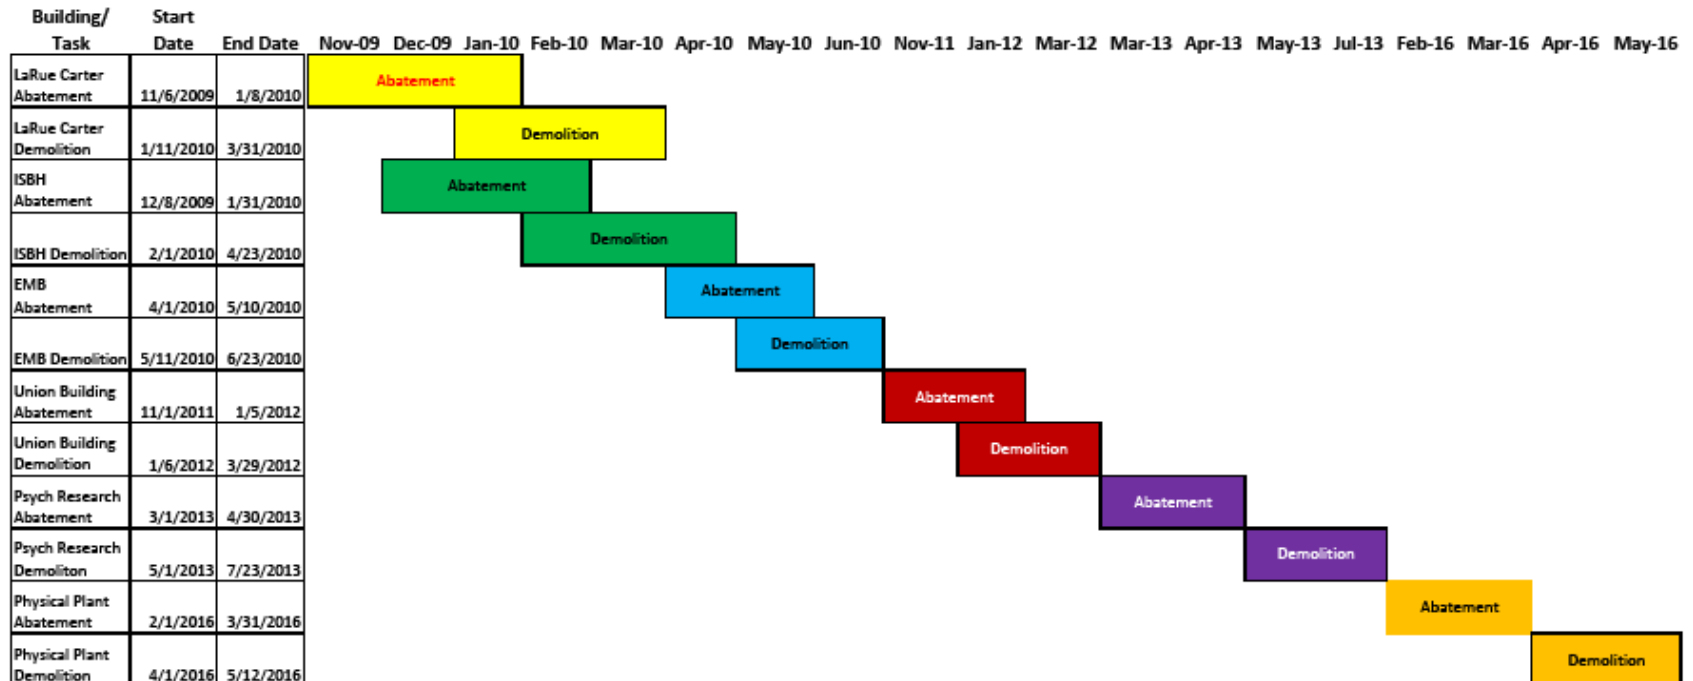 Building/ Start
Task Date End Date Nov-09 Dec-09 Jan-10 Feb-10 Mar-10 Apr-10 May-10 Jun-10 Nov-11 Jan-12 Mar-12 Mar-13 Apr-13 May-13 Jul-13 Feb-16 Mar-16 Apr-16 May-16
LaRue Carter
Abatement 11/6/2009 1/8/2010 Abatement
LaRue Carter
Demolition 1/11/2010 3/31/2010 Demolition
ISBH
Abatement 12/8/2009 1/31/2010 Abatement
ISBH Demolition 2/1/2010 4/23/2010 Demolition
EMB
Abatement 4/1/2010 5/10/2010 Abatement
EMB Demolition 5/11/2010 6/23/2010 Demolition
Union Building
Abatement 11/1/2011 1/5/2012 Abatement
Union Building
Demolition 1/6/2012 3/29/2012 Demolition
Psych Research
Abatement 3/1/2013 4/30/2013 Abatement
Psych Research
Demoliton 5/1/2013 7/23/2013 Demolition
Physical Plant
Abatement 2/1/2016 3/31/2016 Abatement
Physical Plant
Demolition 4/1/2016 5/12/2016 Demolition